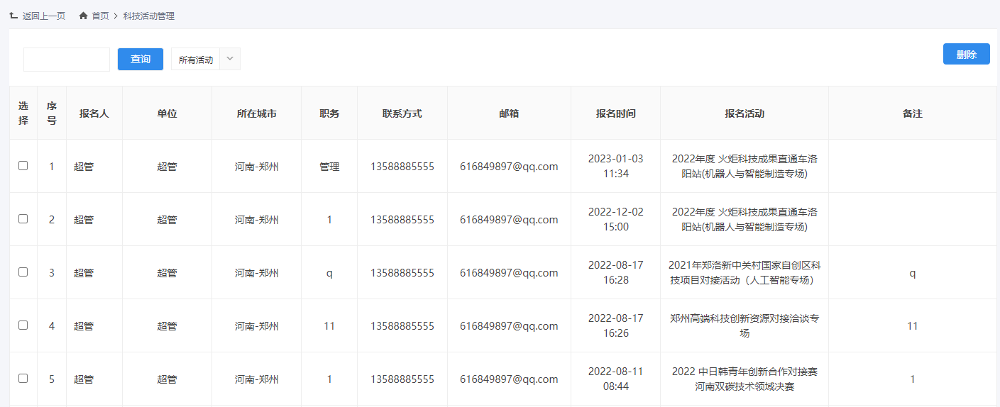 返回上一页 首页 > 科技活动管理
查询 所有活动 删除
选择 序号 报名人 单位 所在城市 职务 联系方式 邮箱 报名时间 报名活动 备注
1 超管 超管 河南-郑州 管理 13588885555 616849897@qq.com 2023-01-03 11:34 2022年度 火炬科技成果直通车洛阳站(机器人与智能制造专场)
2 超管 超管 河南-郑州 1 13588885555 616849897@qq.com 2022-12-02 15:00 2022年度 火炬科技成果直通车洛阳站(机器人与智能制造专场)
3 超管 超管 河南-郑州 q 13588885555 616849897@qq.com 2022-08-17 16:28 2021年郑洛新中关村国家自创区科技项目对接活动（人工智能专场） q
4 超管 超管 河南-郑州 11 13588885555 616849897@qq.com 2022-08-17 16:26 郑州高端科技创新资源对接洽谈专场 11
5 超管 超管 河南-郑州 1 13588885555 616849897@qq.com 2022-08-11 08:44 2022 中日韩青年创新合作对接赛河南双碳技术领域决赛 1